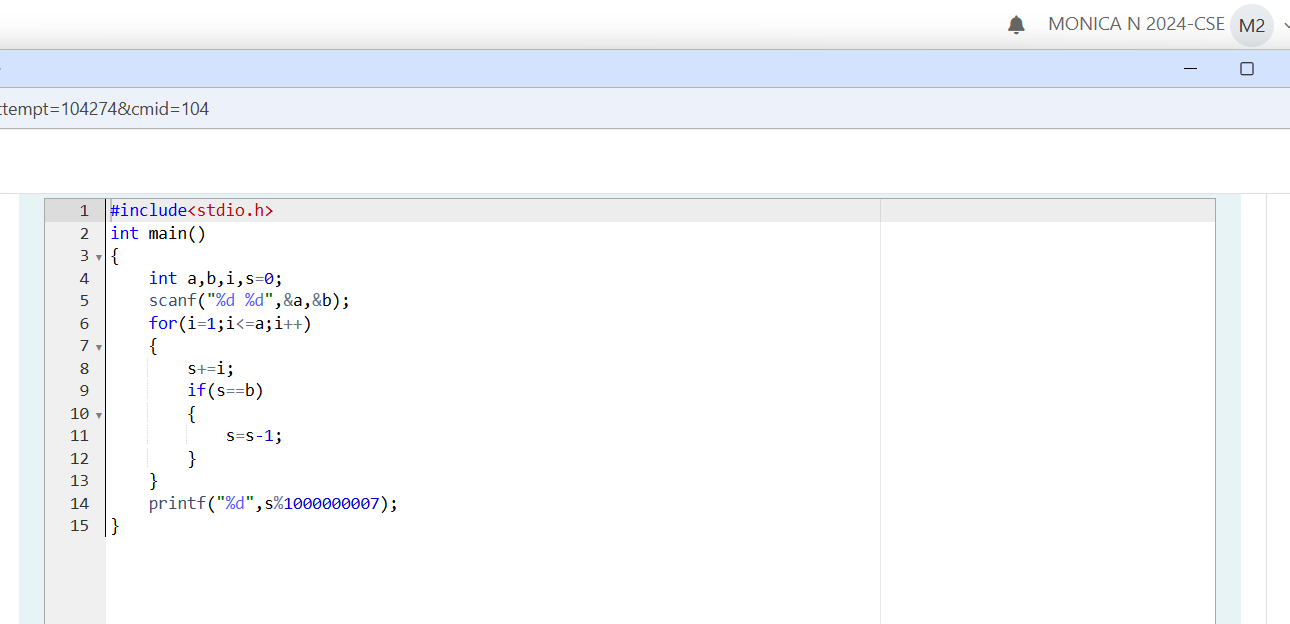 MONICA N 2024-CSE M2
ttempt=104274&cmid=104
1 #include<stdio.h>
2 int main()
3 {
4 int a,b,i,s=0;
5 scanf("%d %d",&a,&b);
6 for(i=1;i<=a;i++)
7 {
8 s+=i;
9 if(s==b)
10 {
11 s=s-1;
12 }
13 }
14 printf("%d",s%1000000007);
15 }